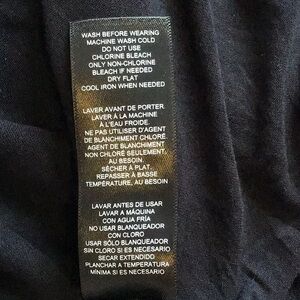 WASH BEFORE WEARING
MACHINE WASH COLD
DO NOT USE
CHLORINE BLEACH
ONLY NON-CHLORINE
BLEACH IF NEEDED
DRY FLAT
COOL IRON WHEN NEEDED
LAVER AVANT DE PORTER
LAVER À LA MACHINE
À L'EAU FROIDE.
NE PAS UTILISER D'AGENT
DE BLANCHIMENT CHLORÉ.
AGENT DE BLANCHIMENT
NON CHLORÉ SEULEMENT,
AU BESOIN.
SÉCHER À PLAT.
REPASSER À BASSE
TEMPÉRATURE, AU BESOIN
LAVAR ANTES DE USAR
LAVAR A MÁQUINA
CON AGUA FRÍA
NO USAR BLANQUEADOR
CON CLORO
USAR SÓLO BLANQUEADOR
SIN CLORO SI ES NECESARIO
SECAR EXTENDIDO
PLANCHAR A TEMPERATURA
MÍNIMA SI ES NECESARIO